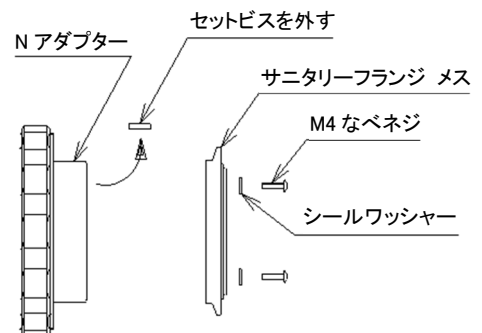 セットビスを外す
N アダプター
サニタリーフランジ メス
M4 なベネジ
シールワッシャー